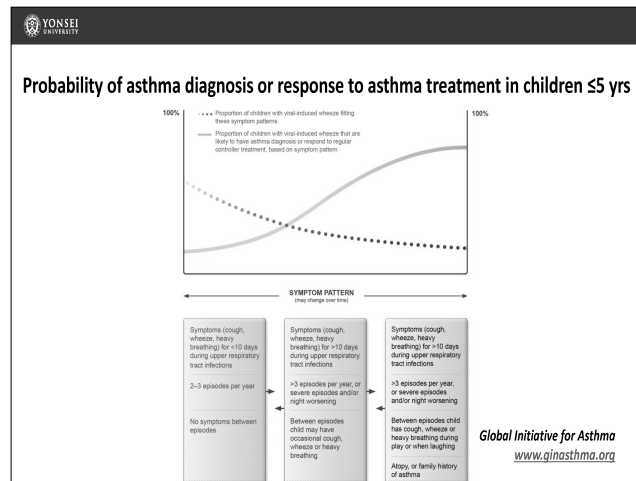 YONSEI
UNIVERSITY
Probability of asthma diagnosis or response to asthma treatment in children ≤5 yrs
100%
Proportion of children with viral-induced wheeze fitting
these symptom patterns
Proportion of children with viral-induced wheeze that are
likely to have asthma diagnosis or respond to regular
controller treatment, based on symptom pattern
100%
SYMPTOM PATTERN
(may change over time)
Symptoms (cough,
wheeze, heavy
breathing) for <10 days
during upper respiratory
tract infections
2–3 episodes per year
No symptoms between
episodes
Symptoms (cough,
wheeze, heavy
breathing) for >10 days
during upper respiratory
tract infections
>3 episodes per year, or
severe episodes and/or
night worsening
Between episodes
child may have
occasional cough,
wheeze or heavy
breathing
Symptoms (cough,
wheeze, heavy
breathing) for >10 days
during upper respiratory
tract infections
>3 episodes per year,
or severe episodes
and/or night worsening
Between episodes child
has cough, wheeze or
heavy breathing during
play or when laughing
Atopy, or family history
of asthma
Global Initiative for Asthma
www.ginasthma.org